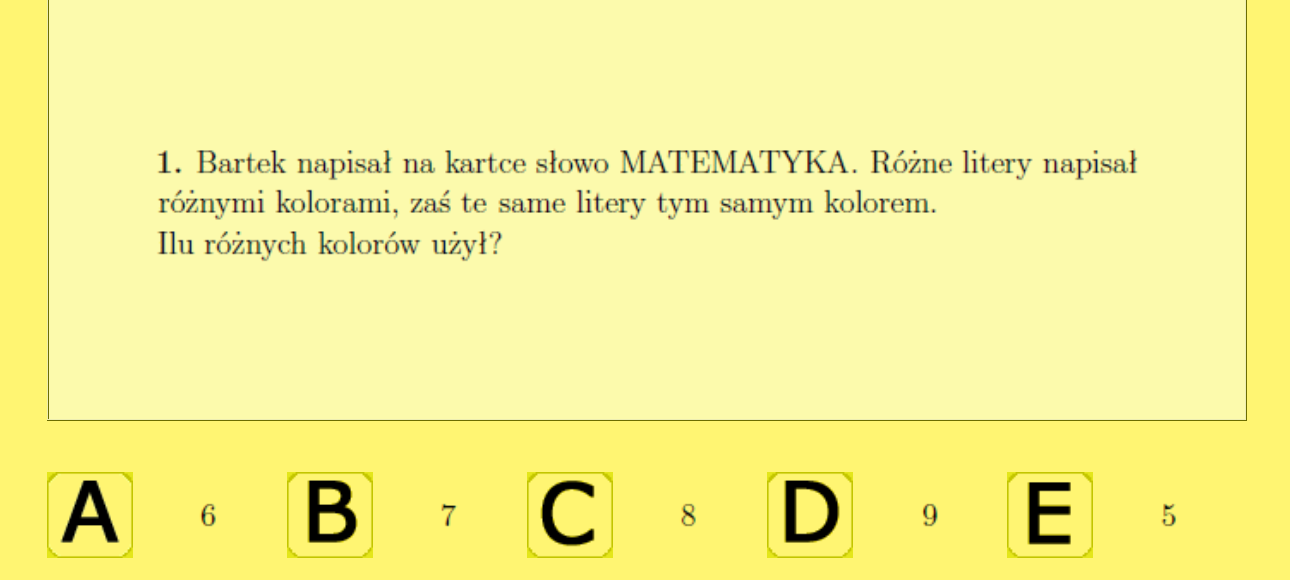 1. Bartek napisał na kartce słowo MATEMATYKA. Różne litery napisał
różnymi kolorami, zaś te same litery tym samym kolorem.
Ilu różnych kolorów użył?
A 6 B 7 C 8 D 9 E 5